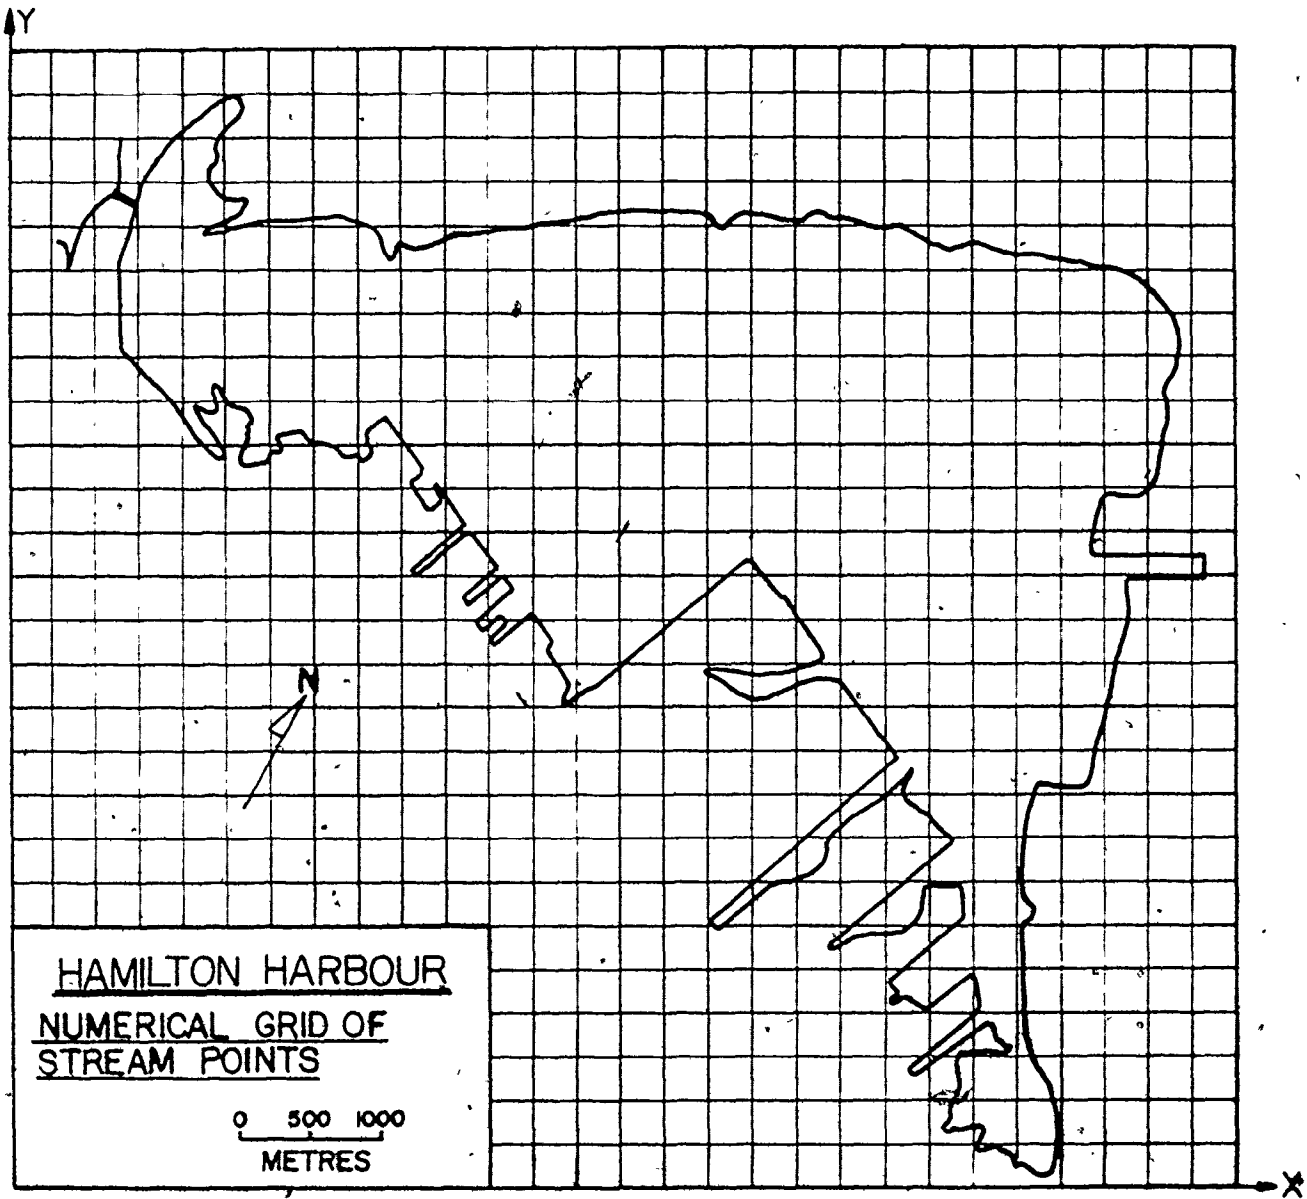 Y
N
HAMILTON HARBOUR
NUMERICAL GRID OF
STREAM POINTS
0 500 1000
METRES
X